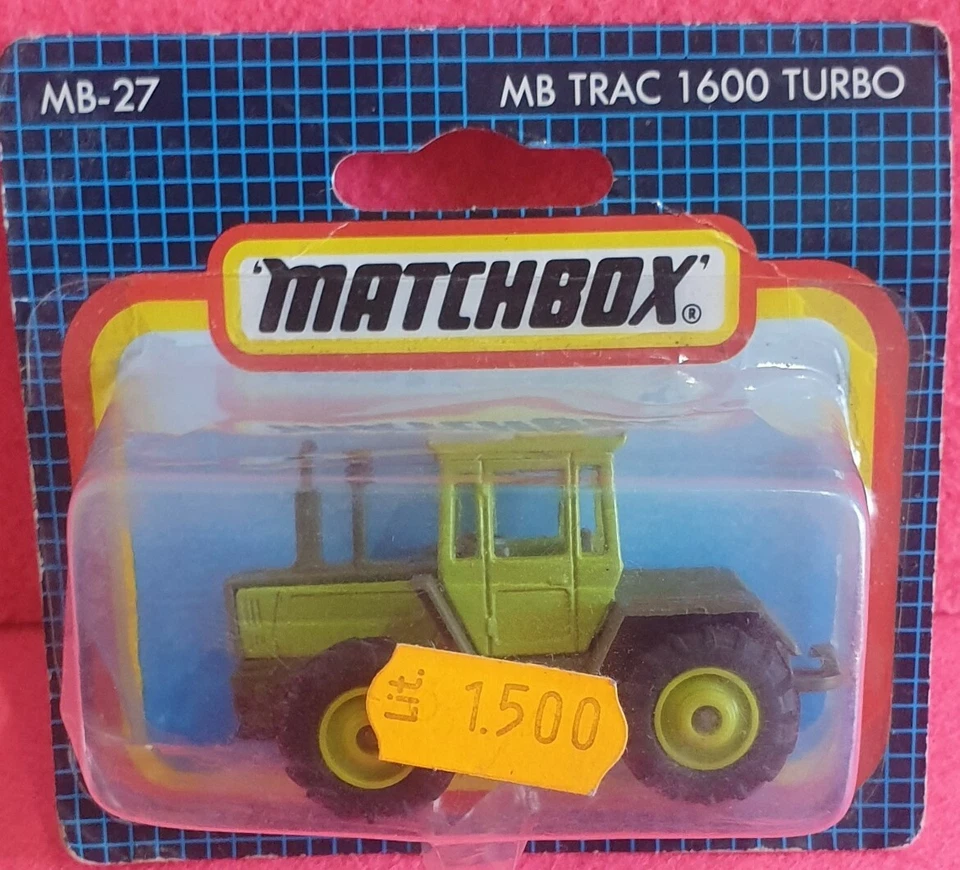 MB-27
MB TRAC 1600 TURBO
'MATCHBOX'®
Lit. 1.500